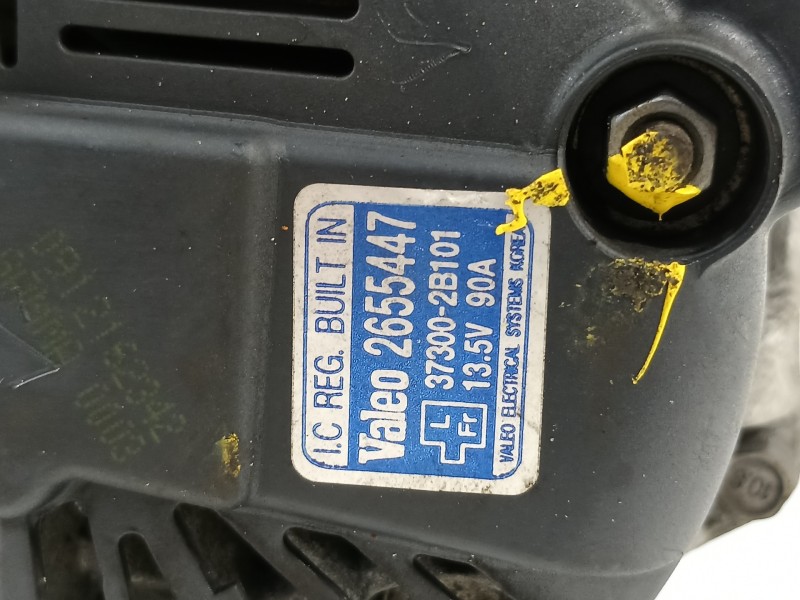 I.C REG. BUILT IN
Valeo 2655447
37300-2B101
L
Fr
13.5V 90A
VALEO ELECTRICAL SYSTEMS KOREA